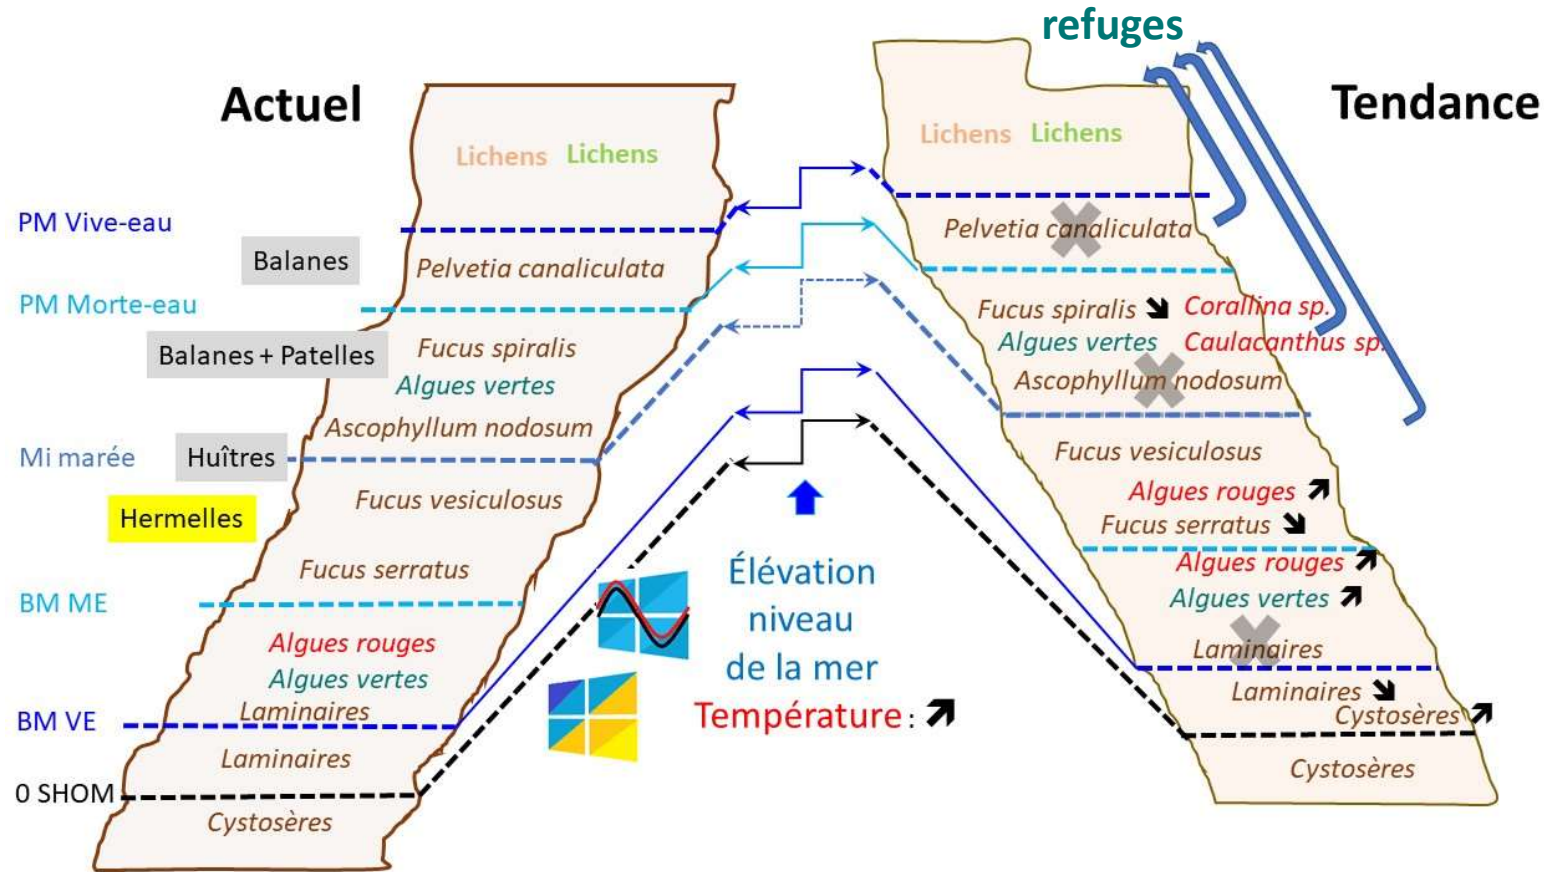 refuges
Actuel
Tendance
Lichens Lichens
PM Vive-eau
Balanes
Pelvetia canaliculata
PM Morte-eau
Balanes + Patelles
Fucus spiralis
Algues vertes
Ascophyllum nodosum
Mi marée
Huîtres
Hermelles
Fucus vesiculosus
Fucus serratus
BM ME
Algues rouges
Algues vertes
Laminaires
BM VE
Laminaires
0 SHOM
Cystosères
Élévation
niveau
de la mer
Température :
Lichens Lichens
Pelvetia canaliculata
Fucus spiralis Corallina sp.
Algues vertes Caulacanthus sp.
Ascophyllum nodosum
Fucus vesiculosus
Algues rouges
Fucus serratus
Algues rouges
Algues vertes
Laminaires
Laminaires
Cystosères
Cystosères